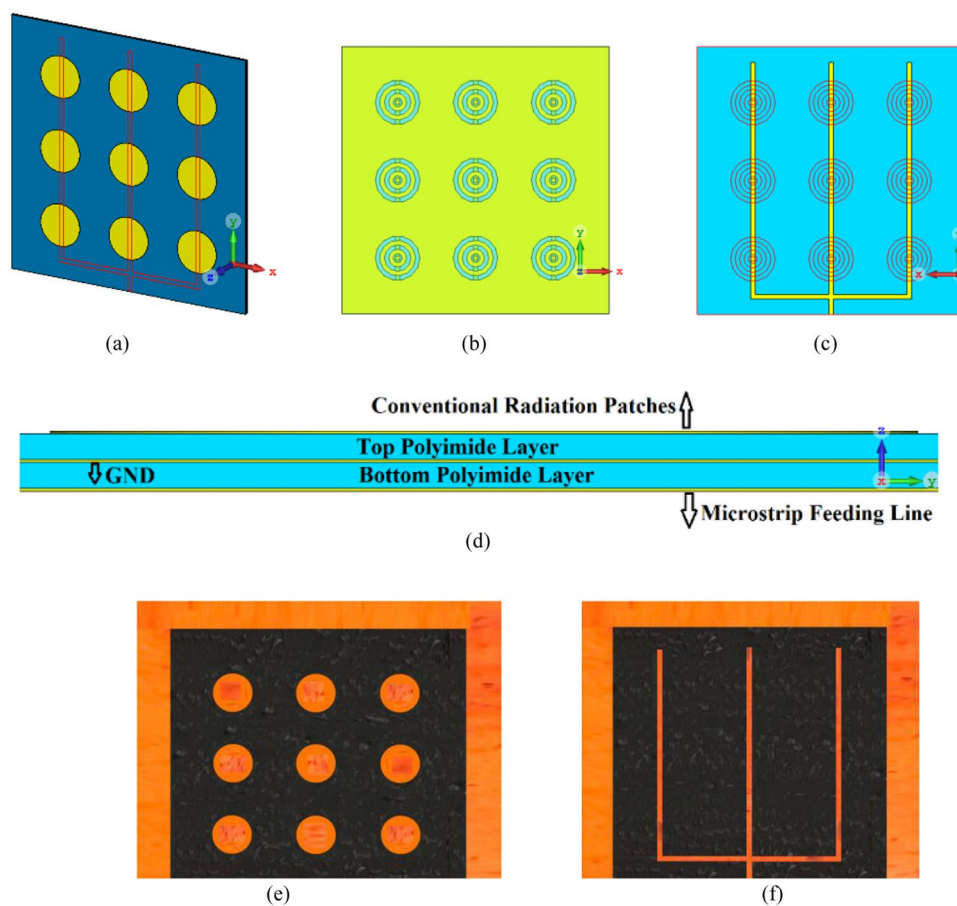 y
z
x
(a)
y
z
x
(b)
x
(c)
Conventional Radiation Patches
Top Polyimide Layer
z
GND
Bottom Polyimide Layer
x
y
Microstrip Feeding Line
(d)
(e)
(f)